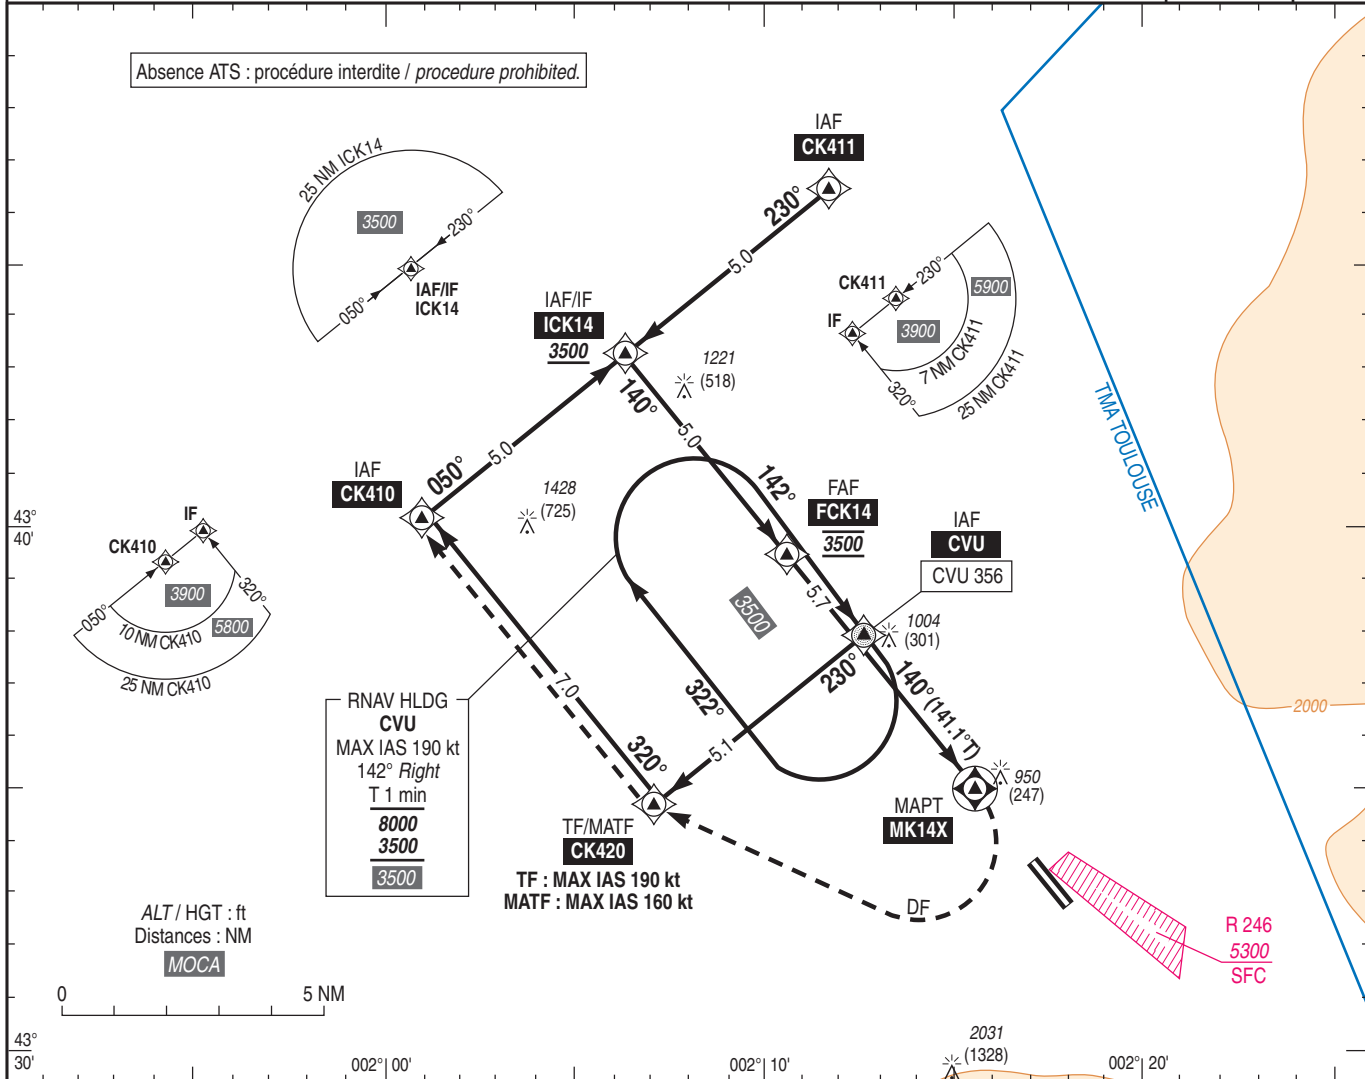 Absence ATS : procédure interdite / procedure prohibited.
IAF
CK411
230°
5.0
25 NM ICK14
3500
230°
050°
IAF/IF
ICK14
IAF/IF
ICK14
3500
140°
5.0
1221
(518)
CK411
230°
5900
IF
3900
7 NM CK411
25 NM CK411
320°
TMA TOULOUSE
IAF
CK410
050°
5.0
1428
(725)
142°
FAF
FCK14
3500
IAF
CVU
CVU 356
5.7
3500
1004
(301)
43°
40'
IF
CK410
3900
320°
050°
10 NM CK410
5800
25 NM CK410
7.0
322°
230°
5.1
140° (141.1°T)
2000
RNAV HLDG
CVU
MAX IAS 190 kt
142° Right
T 1 min
8000
3500
3500
320°
TF/MATF
CK420
TF : MAX IAS 190 kt
MATF : MAX IAS 160 kt
MAPT
MK14X
950
(247)
DF
R 246
5300
SFC
ALT / HGT : ft
Distances : NM
MOCA
0
5 NM
43°
30'
002° 00'
002° 10'
002° 20'
2031
(1328)